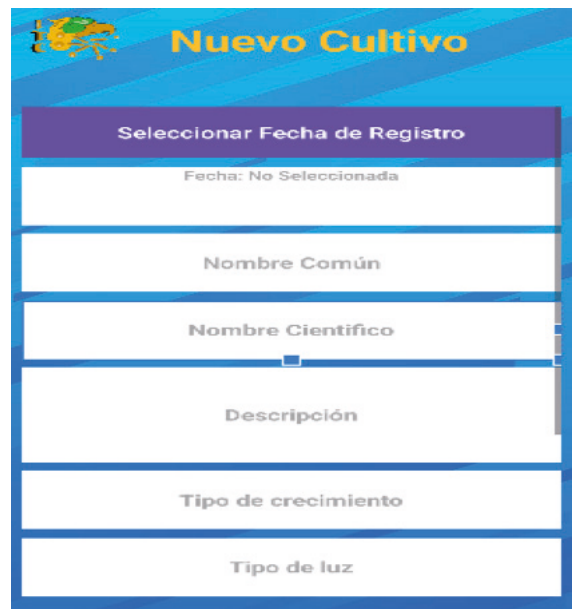 Nuevo Cultivo
Seleccionar Fecha de Registro
Fecha: No Seleccionada
Nombre Común
Nombre Cientifico
Descripción
Tipo de crecimiento
Tipo de luz